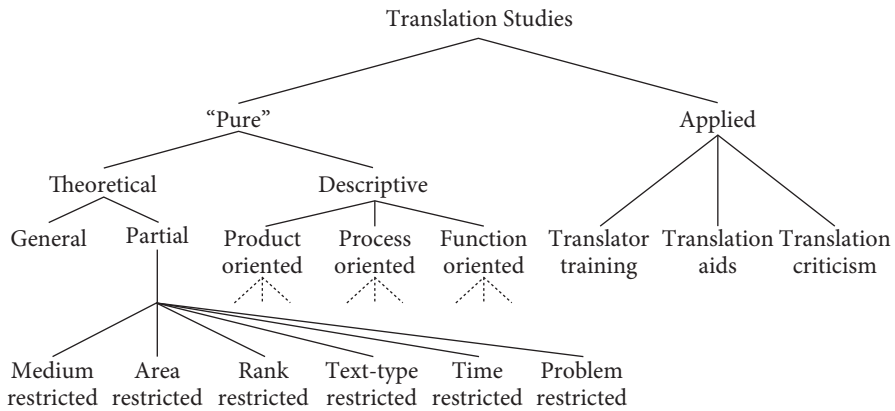 Translation Studies
“Pure”
Applied
Theoretical
Descriptive
General
Partial
Product
oriented
Process
oriented
Function
oriented
Translator
training
Translation
aids
Translation
criticism
Medium
restricted
Area
restricted
Rank
restricted
Text-type
restricted
Time
restricted
Problem
restricted